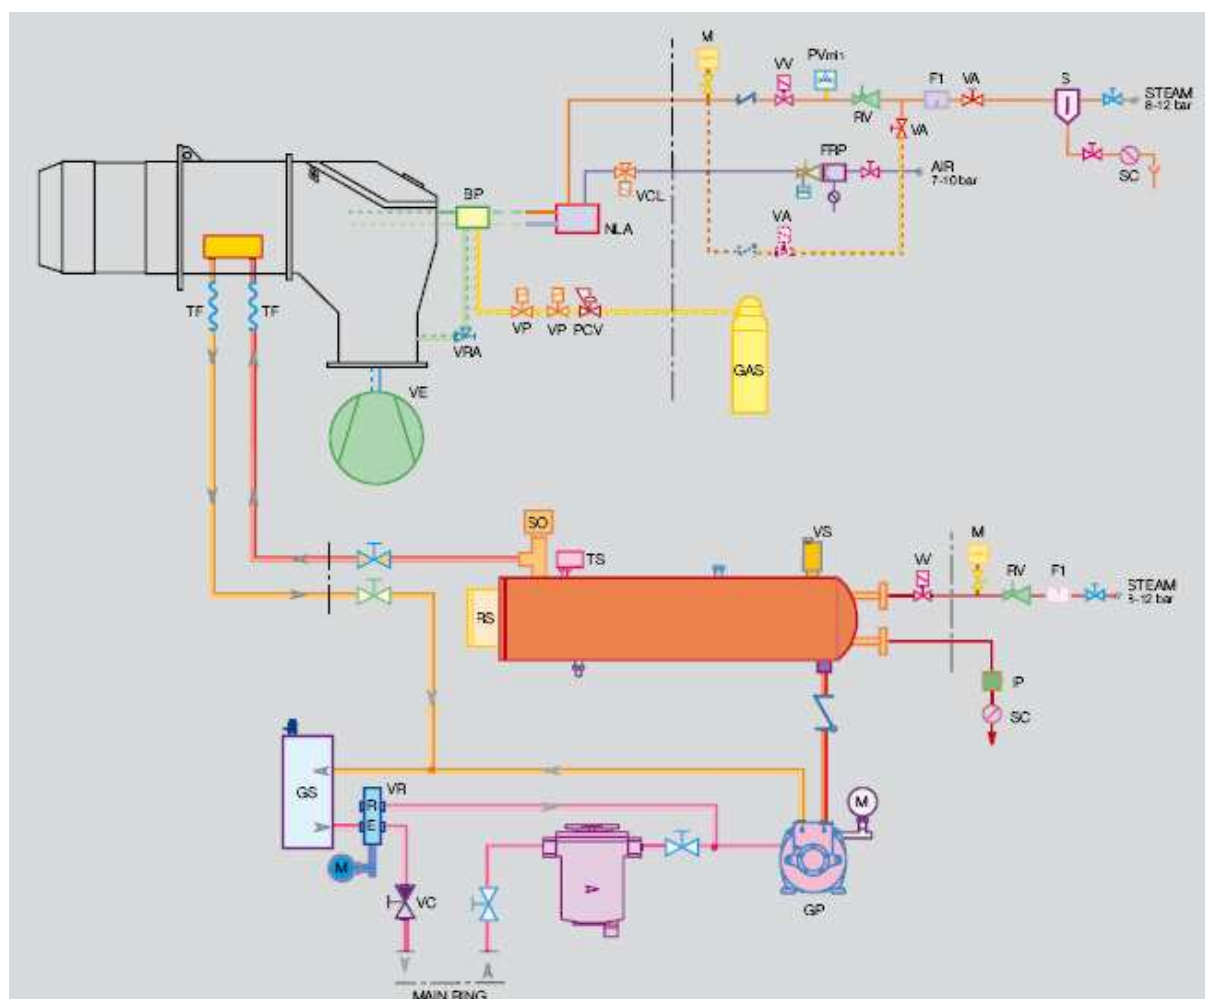 M
VV
PVmin
RV
F1
VA
S
STEAM
8-12 bar
VA
SC
FRP
AIR
7-10 bar
VCL
BP
NLA
VA
TF
TF
VP
VP
PCV
VRA
GAS
VE
SO
TS
VS
VV
M
RV
F1
STEAM
8-12 bar
RS
IP
SC
GS
VR
R
E
M
M
VC
A
GP
MAIN RING